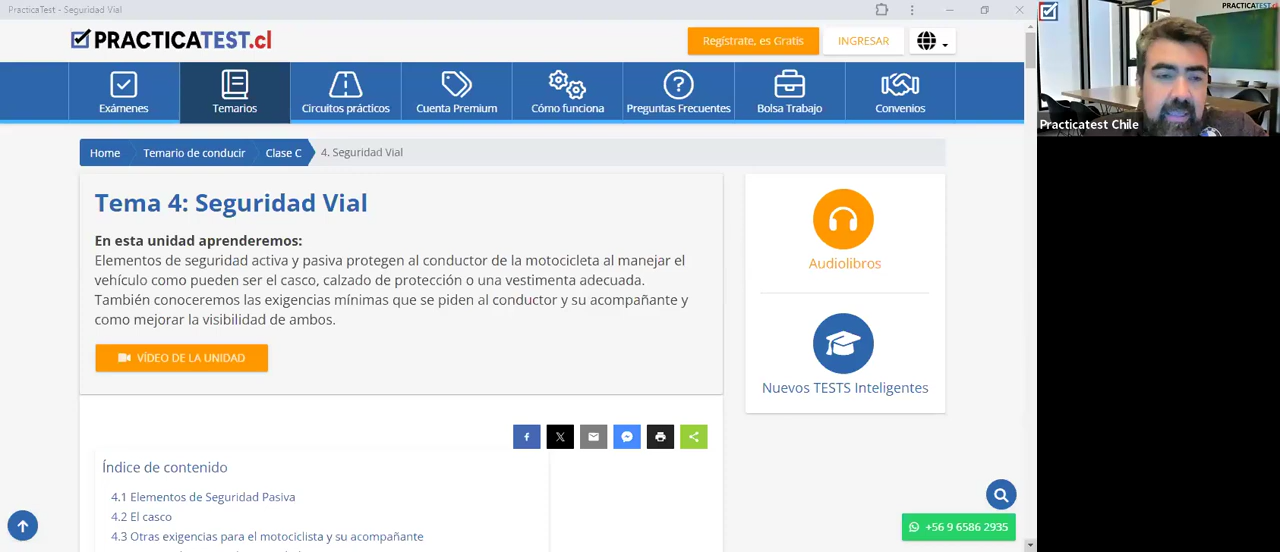 PracticaTest - Seguridad Vial
PRACTICATEST.cl
Regístrate, es Gratis
INGRESAR
Exámenes
Temarios
Circuitos prácticos
Cuenta Premium
Cómo funciona
Preguntas Frecuentes
Bolsa Trabajo
Convenios
Home
Temario de conducir
Clase C
4. Seguridad Vial
Tema 4: Seguridad Vial
En esta unidad aprenderemos:
Elementos de seguridad activa y pasiva protegen al conductor de la motocicleta al manejar el
vehículo como pueden ser el casco, calzado de protección o una vestimenta adecuada.
También conoceremos las exigencias mínimas que se piden al conductor y su acompañante y
como mejorar la visibilidad de ambos.
VÍDEO DE LA UNIDAD
Índice de contenido
4.1 Elementos de Seguridad Pasiva
4.2 El casco
4.3 Otras exigencias para el motociclista y su acompañante
Audiolibros
Nuevos TESTS Inteligentes
+56 9 6586 2935
PRACTICATEST.cl
Practicatest Chile